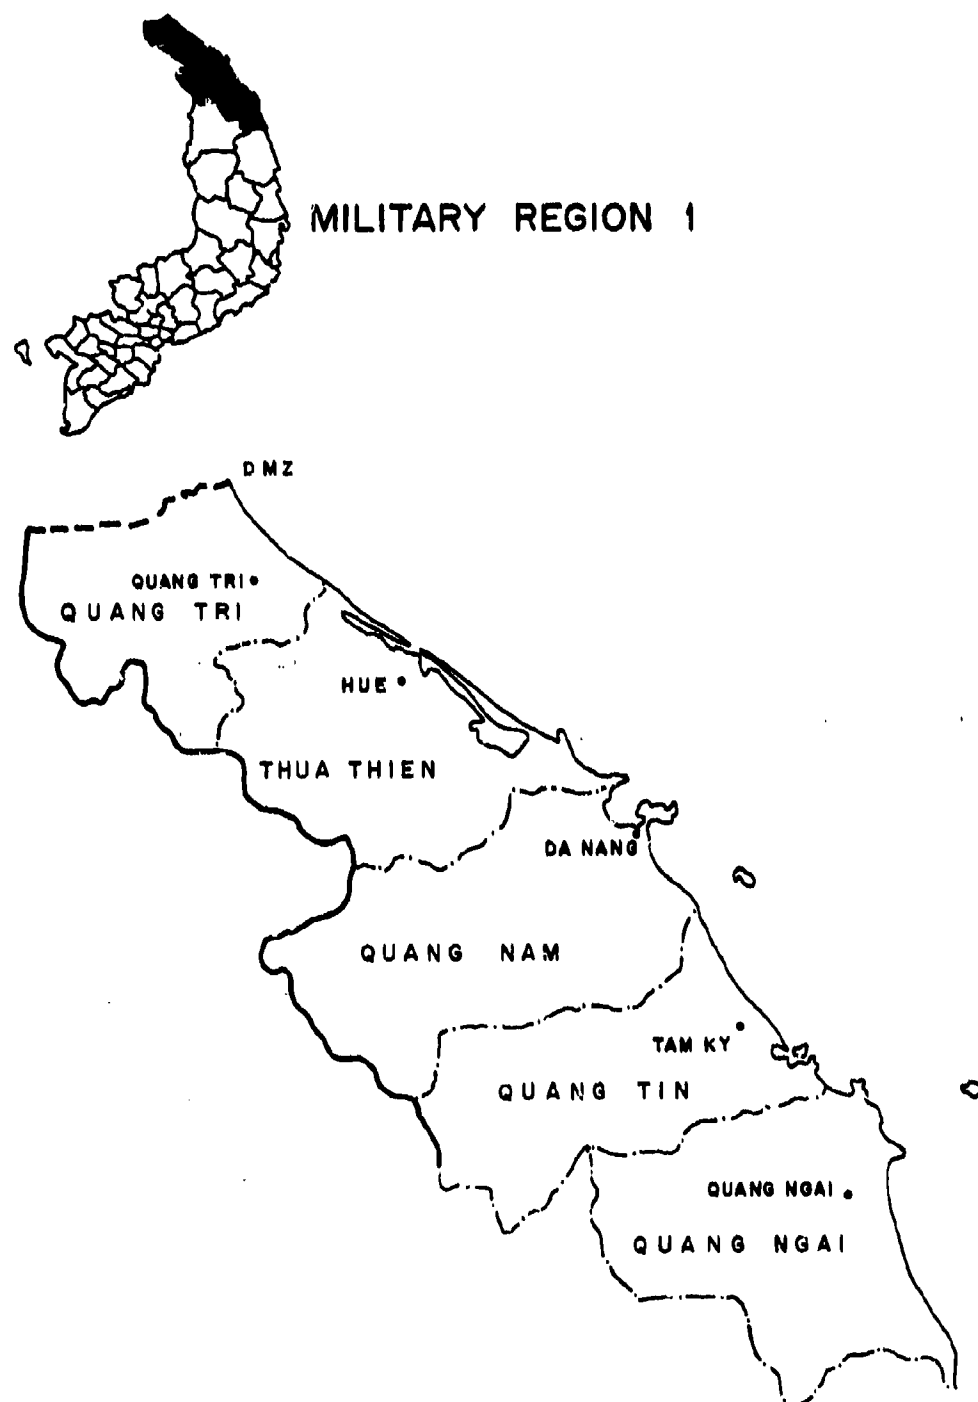 MILITARY REGION 1
DMZ
QUANG TRI
QUANG TRI
HUE
THUA THIEN
DA NANG
QUANG NAM
TAM KY
QUANG TIN
QUANG NGAI
QUANG NGAI